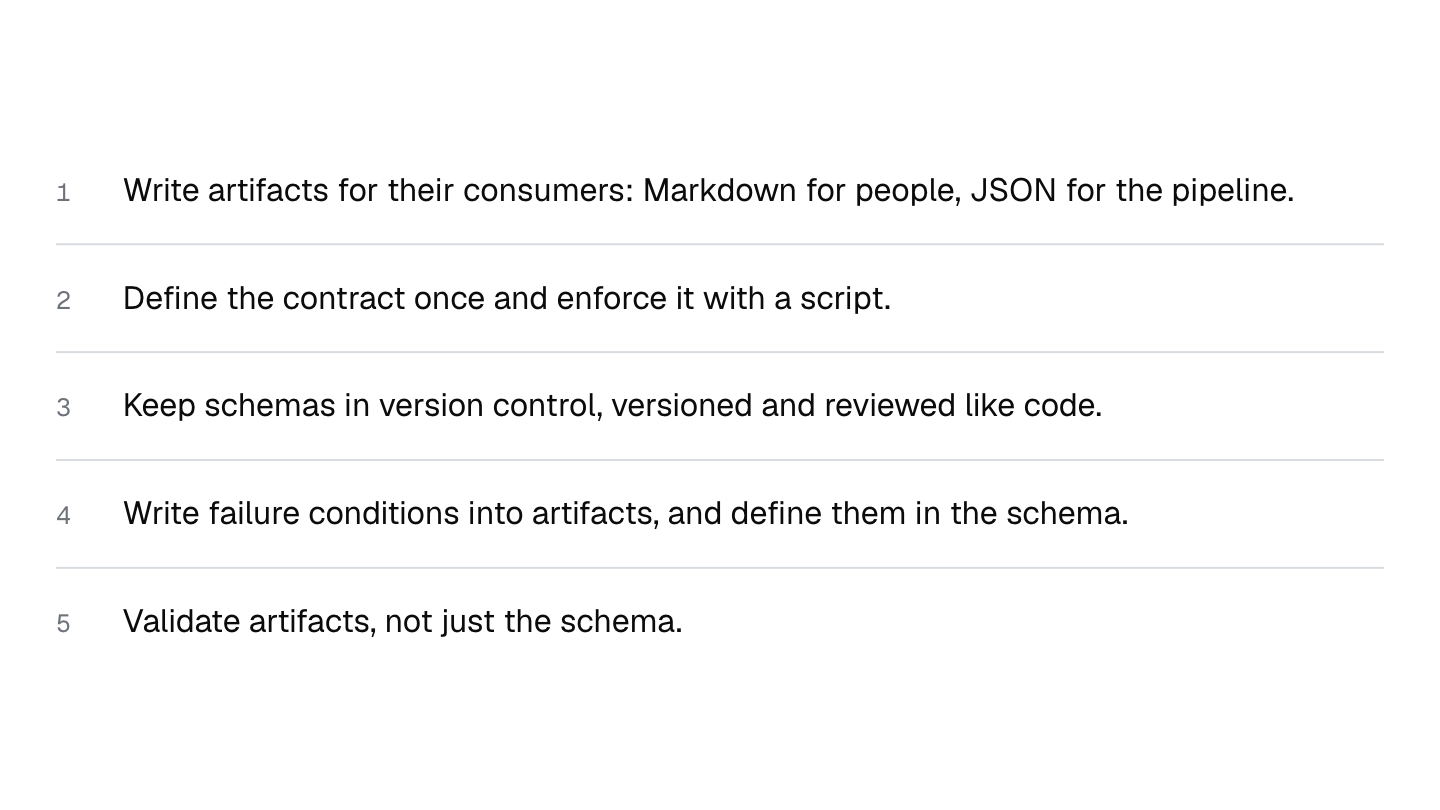 1 Write artifacts for their consumers: Markdown for people, JSON for the pipeline.
2 Define the contract once and enforce it with a script.
3 Keep schemas in version control, versioned and reviewed like code.
4 Write failure conditions into artifacts, and define them in the schema.
5 Validate artifacts, not just the schema.